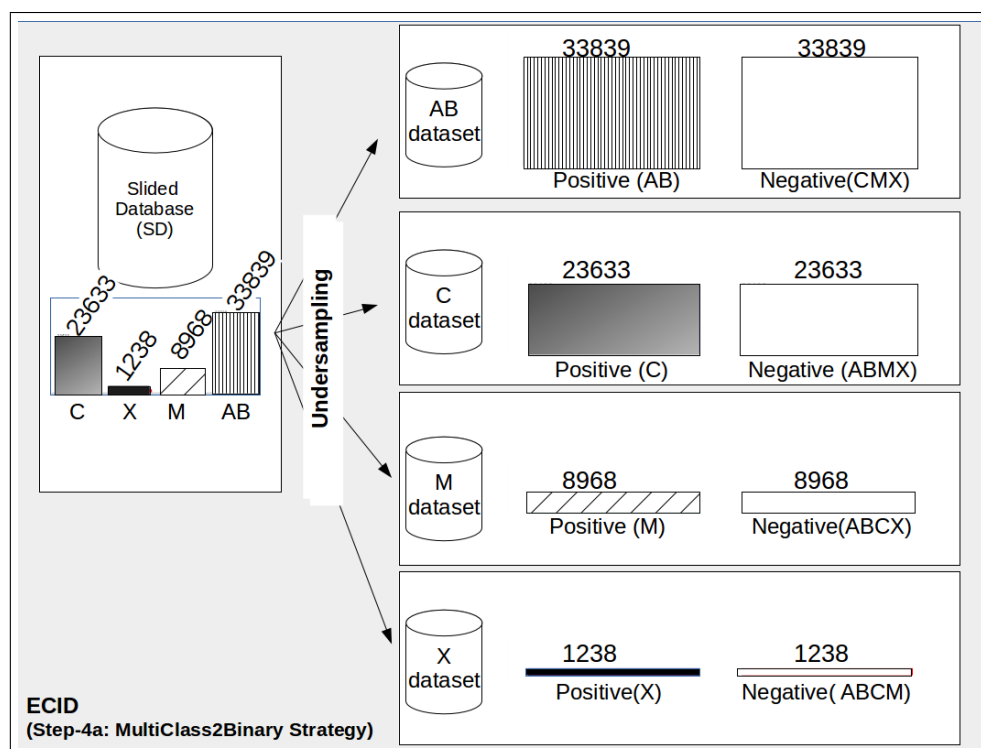 Slided
Database
(SD)
23633
1238
8968
33839
C X M AB
Undersampling
AB
dataset
33839
33839
Positive (AB)
Negative(CMX)
C
dataset
23633
23633
Positive (C)
Negative (ABMX)
M
dataset
8968
8968
Positive (M)
Negative(ABCX)
X
dataset
1238
1238
Positive(X)
Negative( ABCM)
ECID
(Step-4a: MultiClass2Binary Strategy)